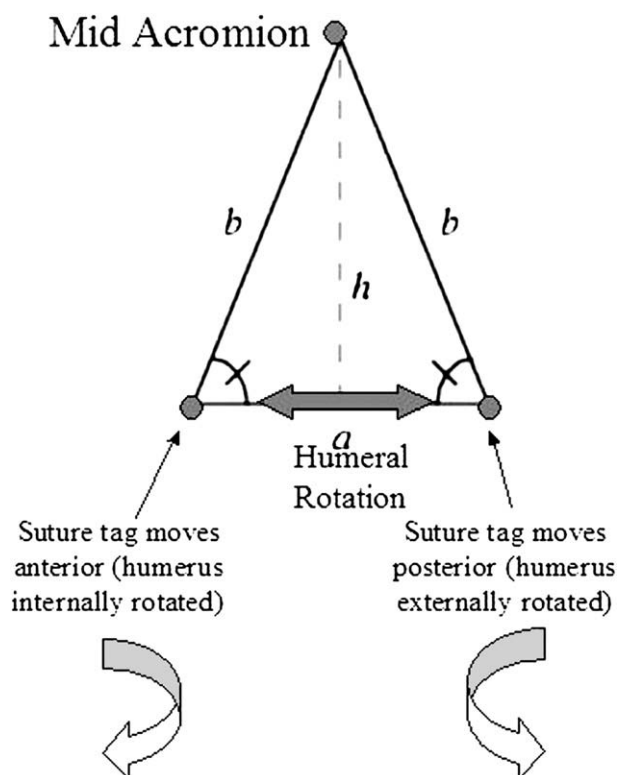 Mid Acromion
b
b
h
a
Humeral
Rotation
Suture tag moves
anterior (humerus
internally rotated)
Suture tag moves
posterior (humerus
externally rotated)